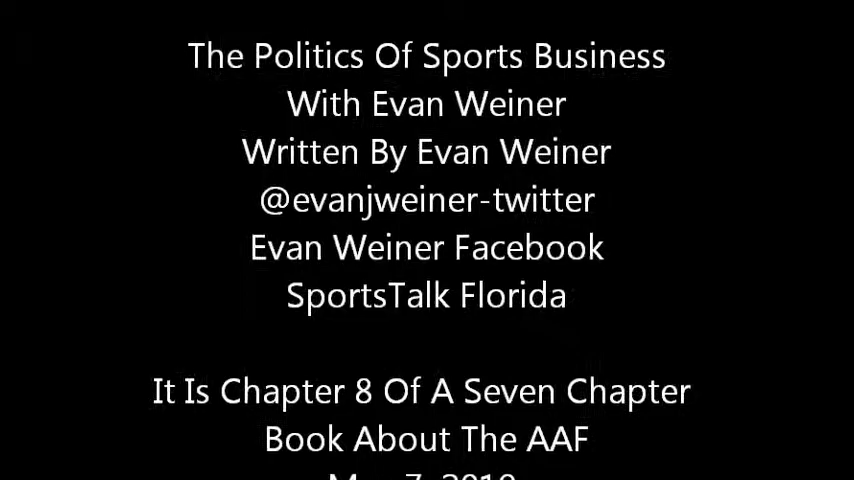 The Politics Of Sports Business
With Evan Weiner
Written By Evan Weiner
@evanjweiner-twitter
Evan Weiner Facebook
SportsTalk Florida
It Is Chapter 8 Of A Seven Chapter
Book About The AAF